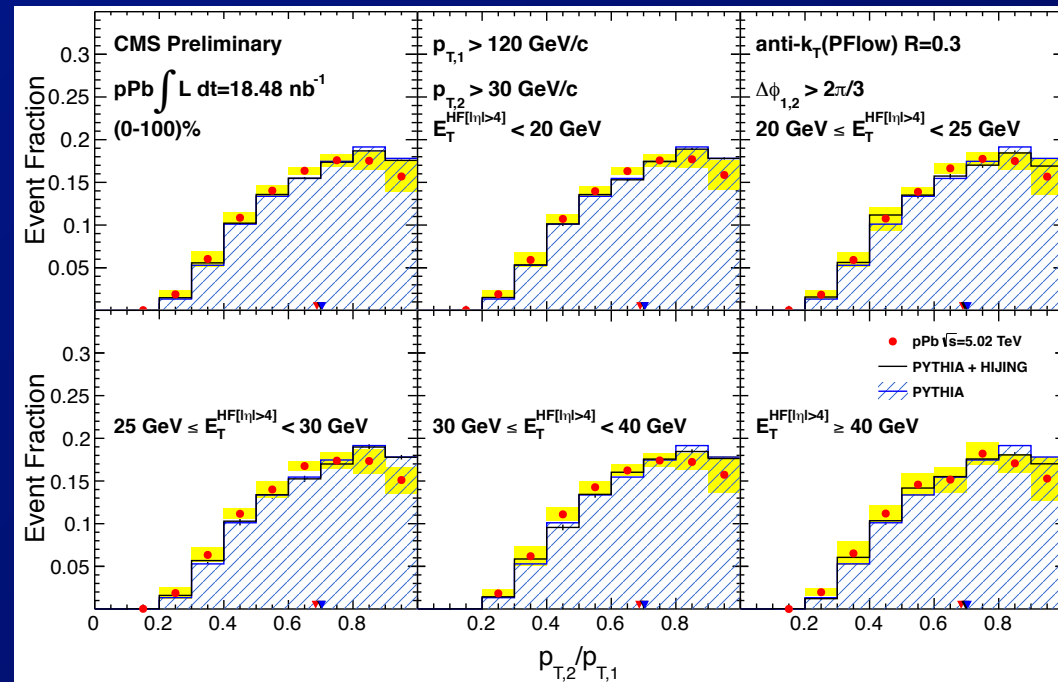 CMS Preliminary
pPb ∫ L dt=18.48 nb⁻¹
(0-100)%
p_T,1 > 120 GeV/c
p_T,2 > 30 GeV/c
E_T^HF[|η|>4] < 20 GeV
anti-k_T(PFlow) R=0.3
Δϕ_1,2 > 2π/3
20 GeV ≤ E_T^HF[|η|>4] < 25 GeV
Event Fraction
0.3
0.25
0.2
0.15
0.1
0.05
25 GeV ≤ E_T^HF[|η|>4] < 30 GeV
30 GeV ≤ E_T^HF[|η|>4] < 40 GeV
pPb √s=5.02 TeV
PYTHIA + HIJING
PYTHIA
E_T^HF[|η|>4] ≥ 40 GeV
Event Fraction
0.3
0.25
0.2
0.15
0.1
0.05
0 0.2 0.4 0.6 0.8 0.2 0.4 0.6 0.8 0.2 0.4 0.6 0.8
p_T,2/p_T,1